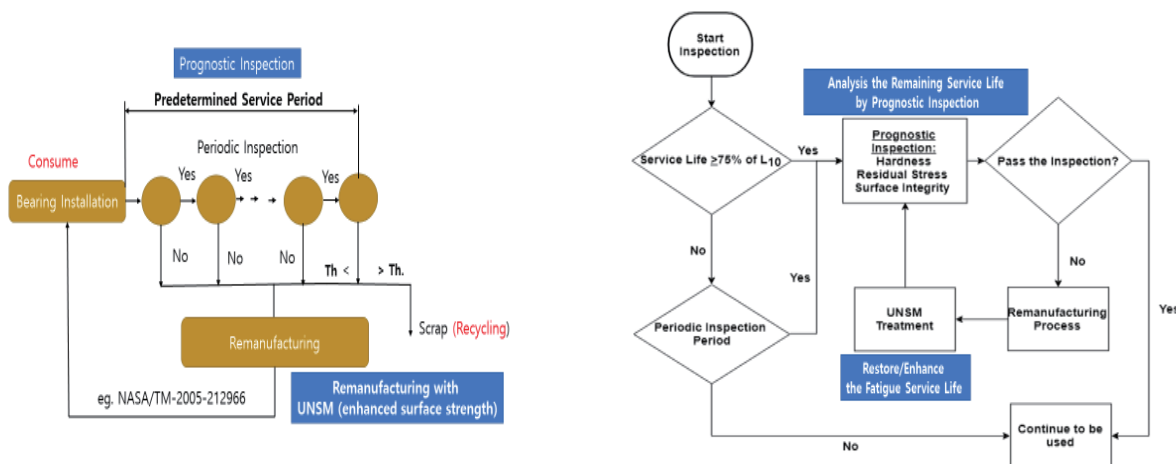 Prognostic Inspection
Predetermined Service Period
Consume
Periodic Inspection
Bearing Installation
Yes
Yes
Yes
No
No
No
Th <
> Th.
Scrap (Recycling)
Remanufacturing
eg. NASA/TM-2005-212966
Remanufacturing with
UNSM (enhanced surface strength)
Start
Inspection
Analysis the Remaining Service Life
by Prognostic Inspection
Service Life ≥75% of L10
Yes
Prognostic
Inspection:
Hardness
Residual Stress
Surface Integrity
Pass the Inspection?
No
Yes
No
Periodic Inspection
Period
UNSM
Treatment
Remanufacturing
Process
Yes
Restore/Enhance
the Fatigue Service Life
No
Continue to be
used